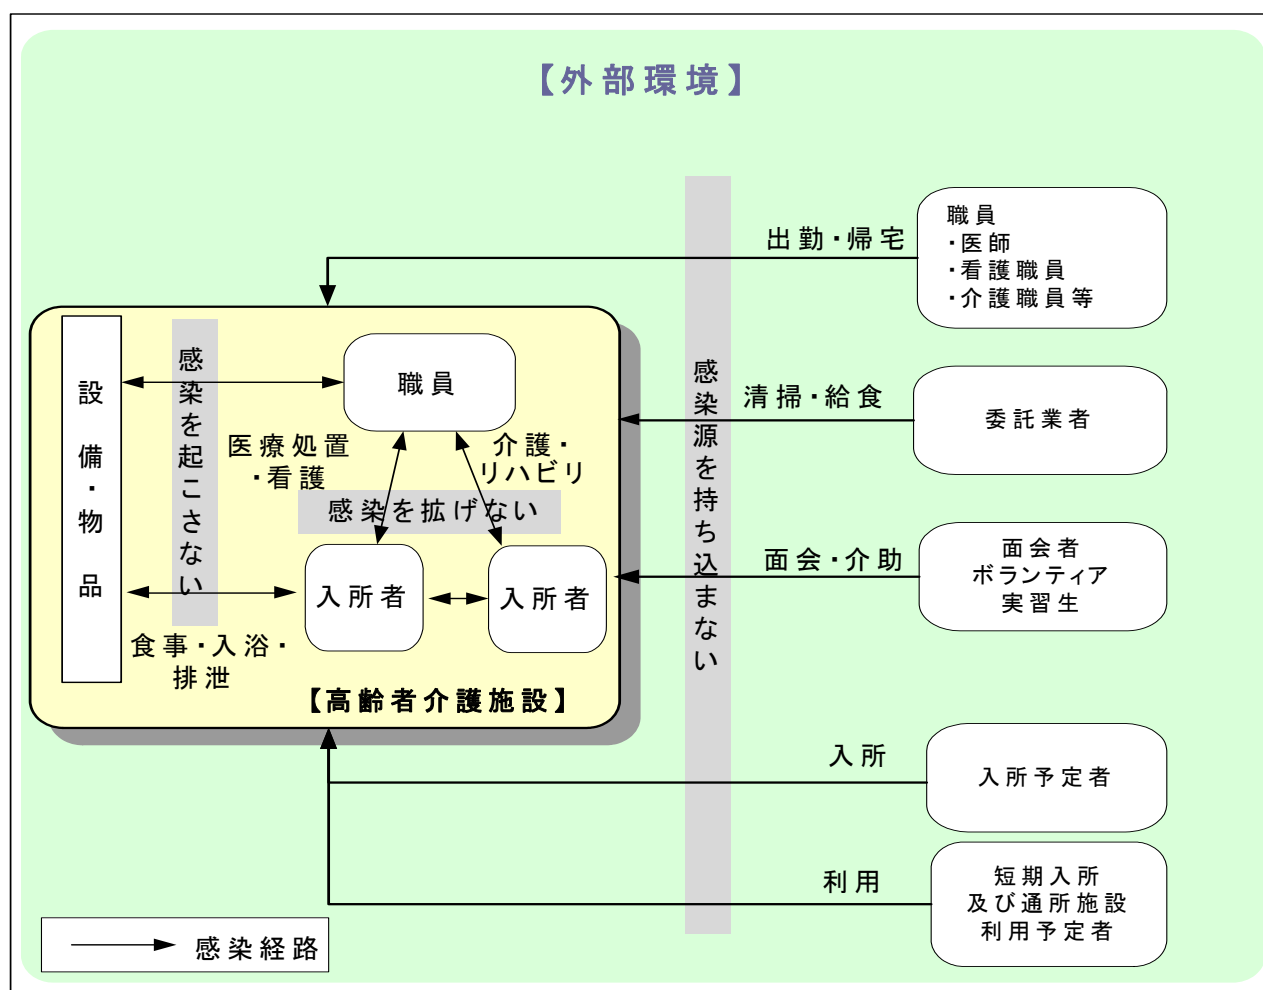 【外部環境】
出勤・帰宅
職員
・医師
・看護職員
・介護職員等
清掃・給食
委託業者
面会・介助
面会者
ボランティア
実習生
入所
入所予定者
利用
短期入所
及び通所施設
利用予定者
感染源を持ち込まない
設備・物品
感染を起こさない
職員
医療処置
・看護
介護・
リハビリ
感染を拡げない
入所者
入所者
食事・入浴・
排泄
【高齢者介護施設】
感染経路